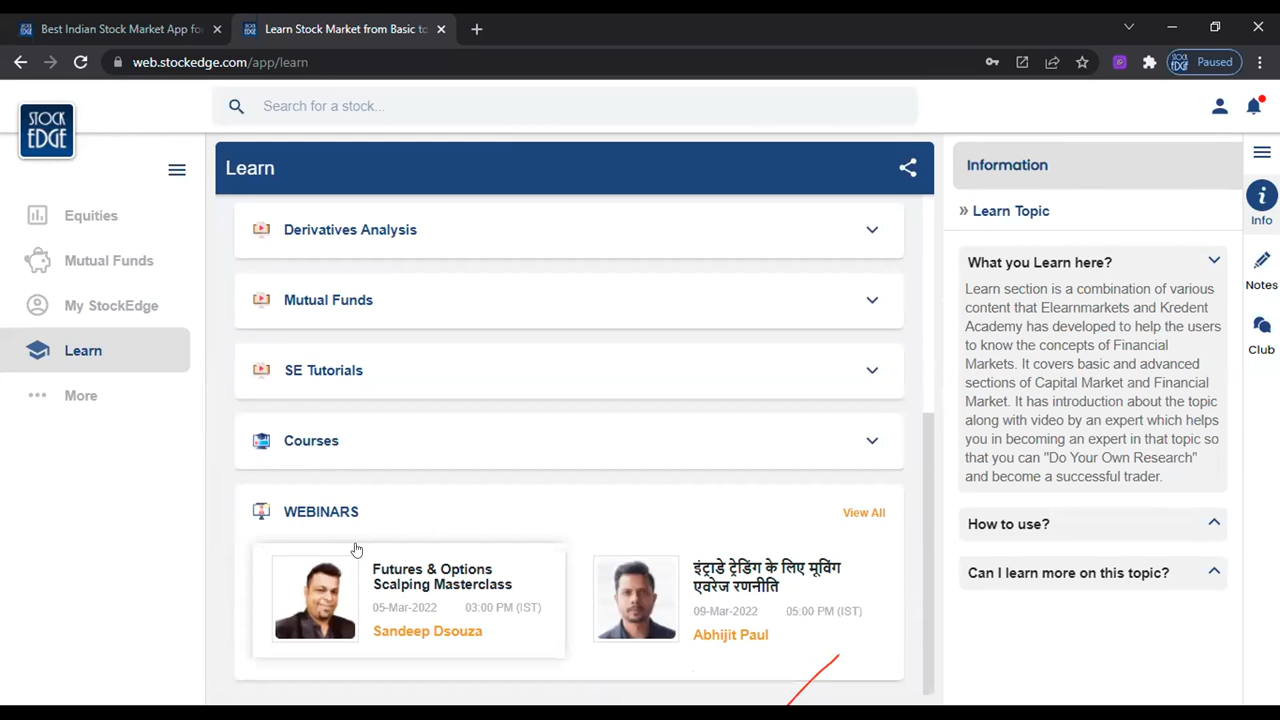 Best Indian Stock Market App fo
Learn Stock Market from Basic to
web.stockedge.com/app/learn
STOCK EDGE
Paused
STOCK
EDGE
Search for a stock...
Equities
Mutual Funds
My StockEdge
Learn
More
Learn
Derivatives Analysis
Mutual Funds
SE Tutorials
Courses
WEBINARS
View All
Futures & Options
Scalping Masterclass
05-Mar-2022 03:00 PM (IST)
Sandeep Dsouza
इंट्राडे ट्रेडिंग के लिए मूविंग
एवरेज रणनीति
09-Mar-2022 05:00 PM (IST)
Abhijit Paul
Information
» Learn Topic
What you Learn here?
Learn section is a combination of various
content that Elearnmarkets and Kredent
Academy has developed to help the users
to know the concepts of Financial
Markets. It covers basic and advanced
sections of Capital Market and Financial
Market. It has introduction about the topic
along with video by an expert which helps
you in becoming an expert in that topic so
that you can "Do Your Own Research"
and become a successful trader.
How to use?
Can I learn more on this topic?
Info
Notes
Club